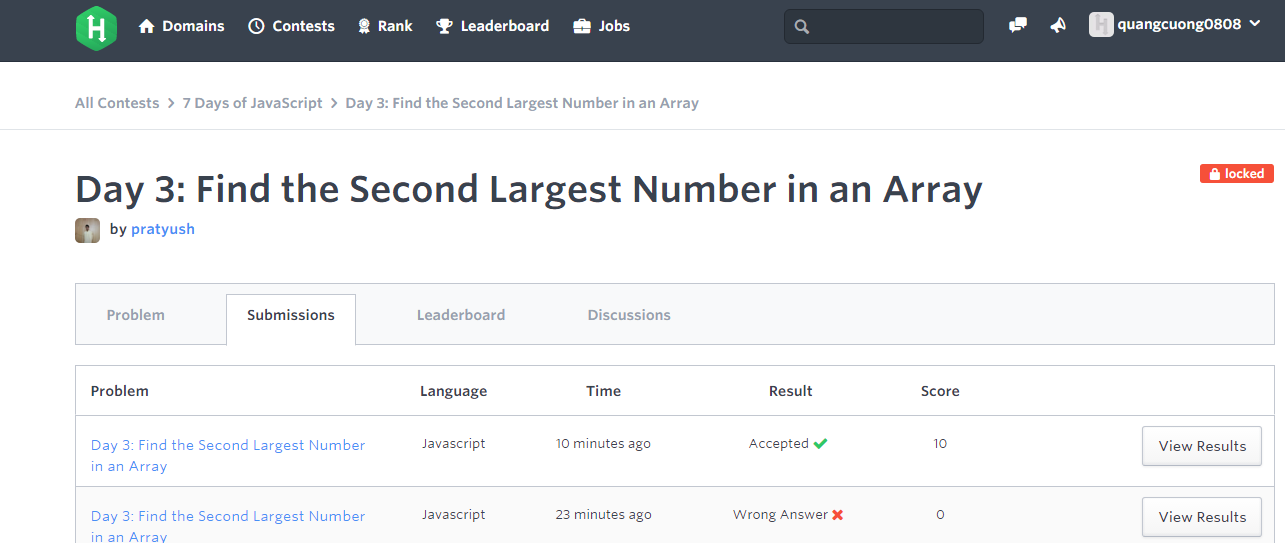 H Domains Contests Rank Leaderboard Jobs quangcuong0808
All Contests > 7 Days of JavaScript > Day 3: Find the Second Largest Number in an Array
Day 3: Find the Second Largest Number in an Array
locked
by pratyush
Problem Submissions Leaderboard Discussions
Problem Language Time Result Score
Day 3: Find the Second Largest Number Javascript 10 minutes ago Accepted 10 View Results
in an Array
Day 3: Find the Second Largest Number Javascript 23 minutes ago Wrong Answer 0 View Results
in an Array